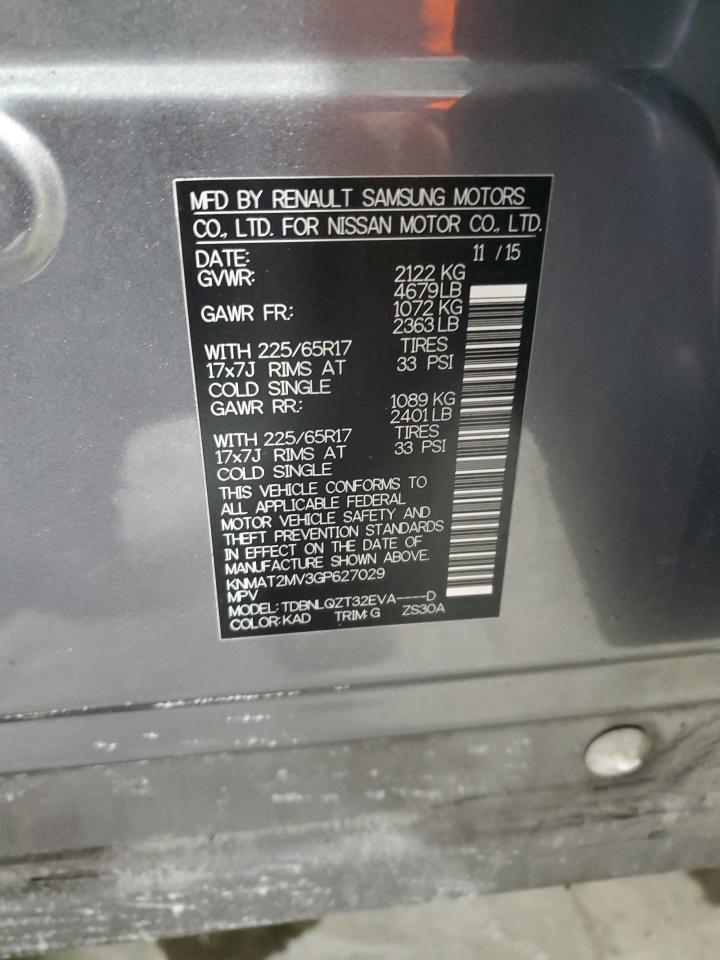 MFD BY RENAULT SAMSUNG MOTORS
CO., LTD. FOR NISSAN MOTOR CO., LTD.
DATE: 11 / 15
GVWR: 2122 KG
4679 LB
GAWR FR: 1072 KG
2363 LB
WITH 225/65R17 TIRES
17x7J RIMS AT 33 PSI
COLD SINGLE
GAWR RR: 1089 KG
2401 LB
WITH 225/65R17 TIRES
17x7J RIMS AT 33 PSI
COLD SINGLE
THIS VEHICLE CONFORMS TO
ALL APPLICABLE FEDERAL
MOTOR VEHICLE SAFETY AND
THEFT PREVENTION STANDARDS
IN EFFECT ON THE DATE OF
MANUFACTURE SHOWN ABOVE.
KNMAT2MV3GP627029
MPV
MODEL: TDBNLQZT32EVA----D
COLOR: KAD TRIM: G ZS30A